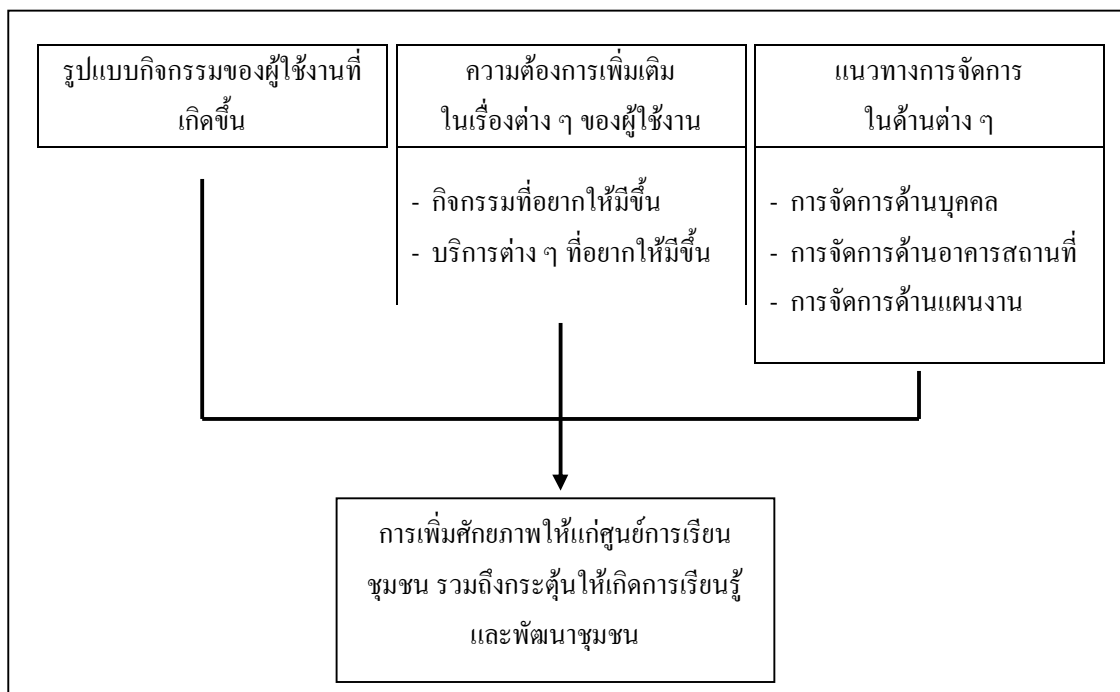 รูปแบบกิจกรรมของผู้ใช้งานที่
เกิดขึ้น
ความต้องการเพิ่มเติม
ในเรื่องต่าง ๆ ของผู้ใช้งาน
- กิจกรรมที่อยากให้มีขึ้น
- บริการต่าง ๆ ที่อยากให้มีขึ้น
แนวทางการจัดการ
ในด้านต่าง ๆ
- การจัดการด้านบุคคล
- การจัดการด้านอาคารสถานที่
- การจัดการด้านแผนงาน
การเพิ่มศักยภาพให้แก่ศูนย์การเรียน
ชุมชน รวมถึงกระตุ้นให้เกิดการเรียนรู้
และพัฒนาชุมชน